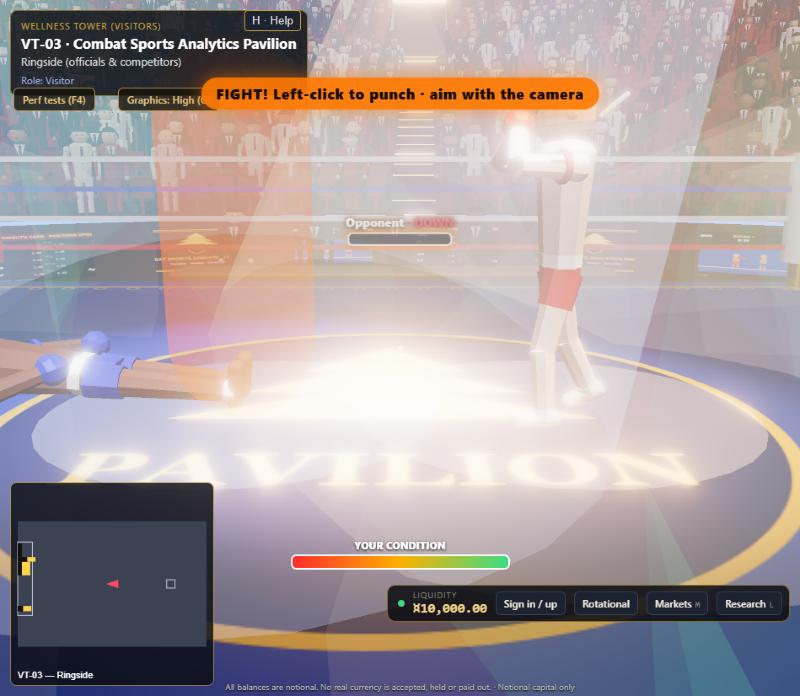 WELLNESS TOWER (VISITORS)
H · Help
VT-03 · Combat Sports Analytics Pavilion
Ringside (officials & competitors)
Role: Visitor
Perf tests (F4)
Graphics: High (
FIGHT! Left-click to punch · aim with the camera
Opponent DOWN
PAVILION
YOUR CONDITION
LIQUIDITY
¤10,000.00
Sign in / up
Rotational
Markets M
Research L
VT-03 — Ringside
All balances are notional. No real currency is accepted, held or paid out. · Notional capital only